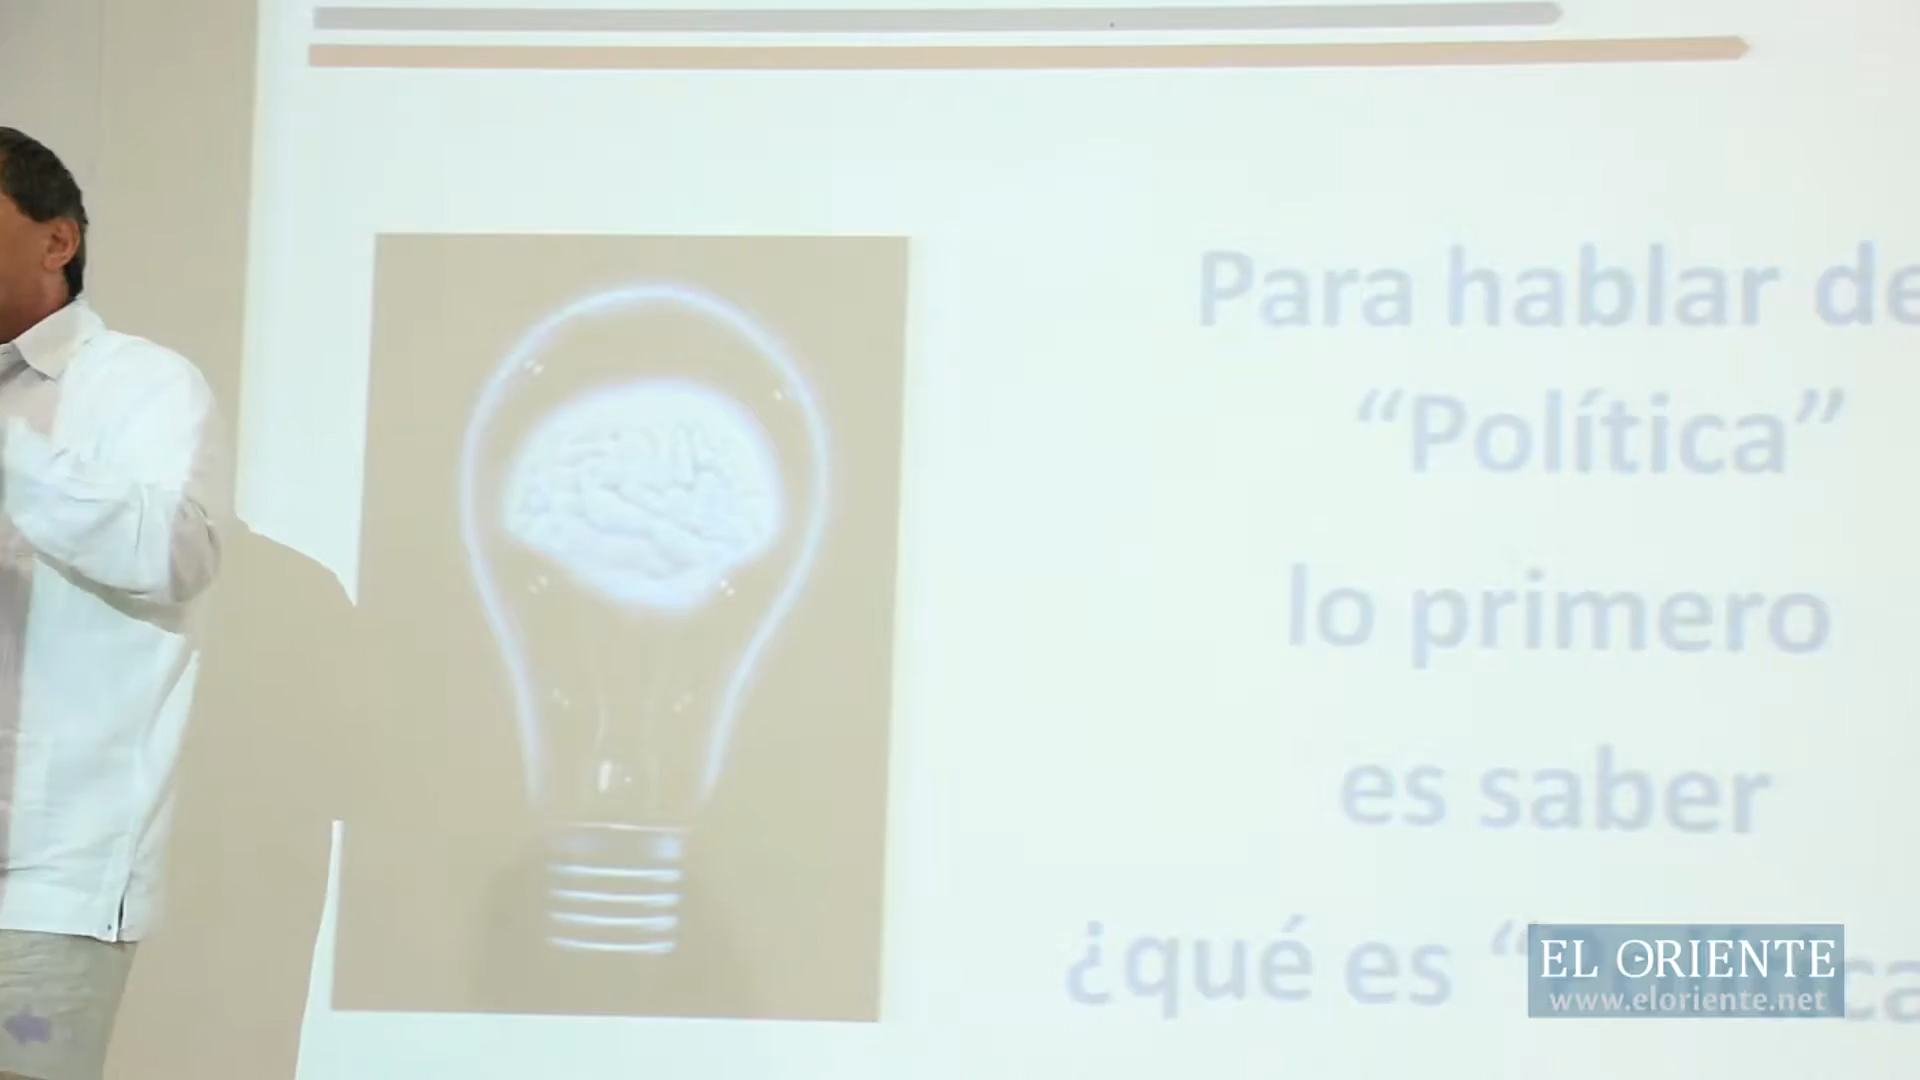 Para hablar de
“Política”
lo primero
es saber
¿qué es
EL ORIENTE
www.eloriente.net